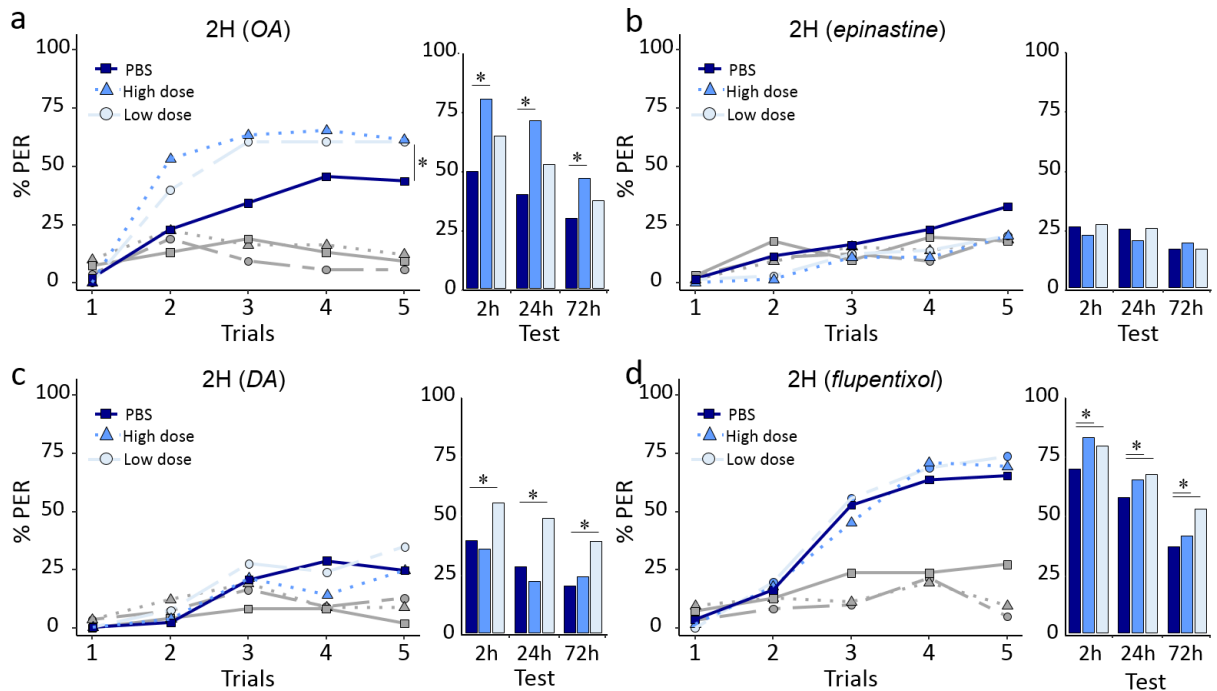 a
2H (OA)
100
75
50
25
0
% PER
PBS
High dose
Low dose
*
1 2 3 4 5
Trials
100
75
50
25
0
* * *
2h 24h 72h
Test
b
2H (epinastine)
100
75
50
25
0
% PER
PBS
High dose
Low dose
1 2 3 4 5
Trials
100
75
50
25
0
2h 24h 72h
Test
c
2H (DA)
100
75
50
25
0
% PER
PBS
High dose
Low dose
1 2 3 4 5
Trials
100
75
50
25
0
* * *
2h 24h 72h
Test
d
2H (flupentixol)
100
75
50
25
0
% PER
PBS
High dose
Low dose
1 2 3 4 5
Trials
100
75
50
25
0
* * *
2h 24h 72h
Test